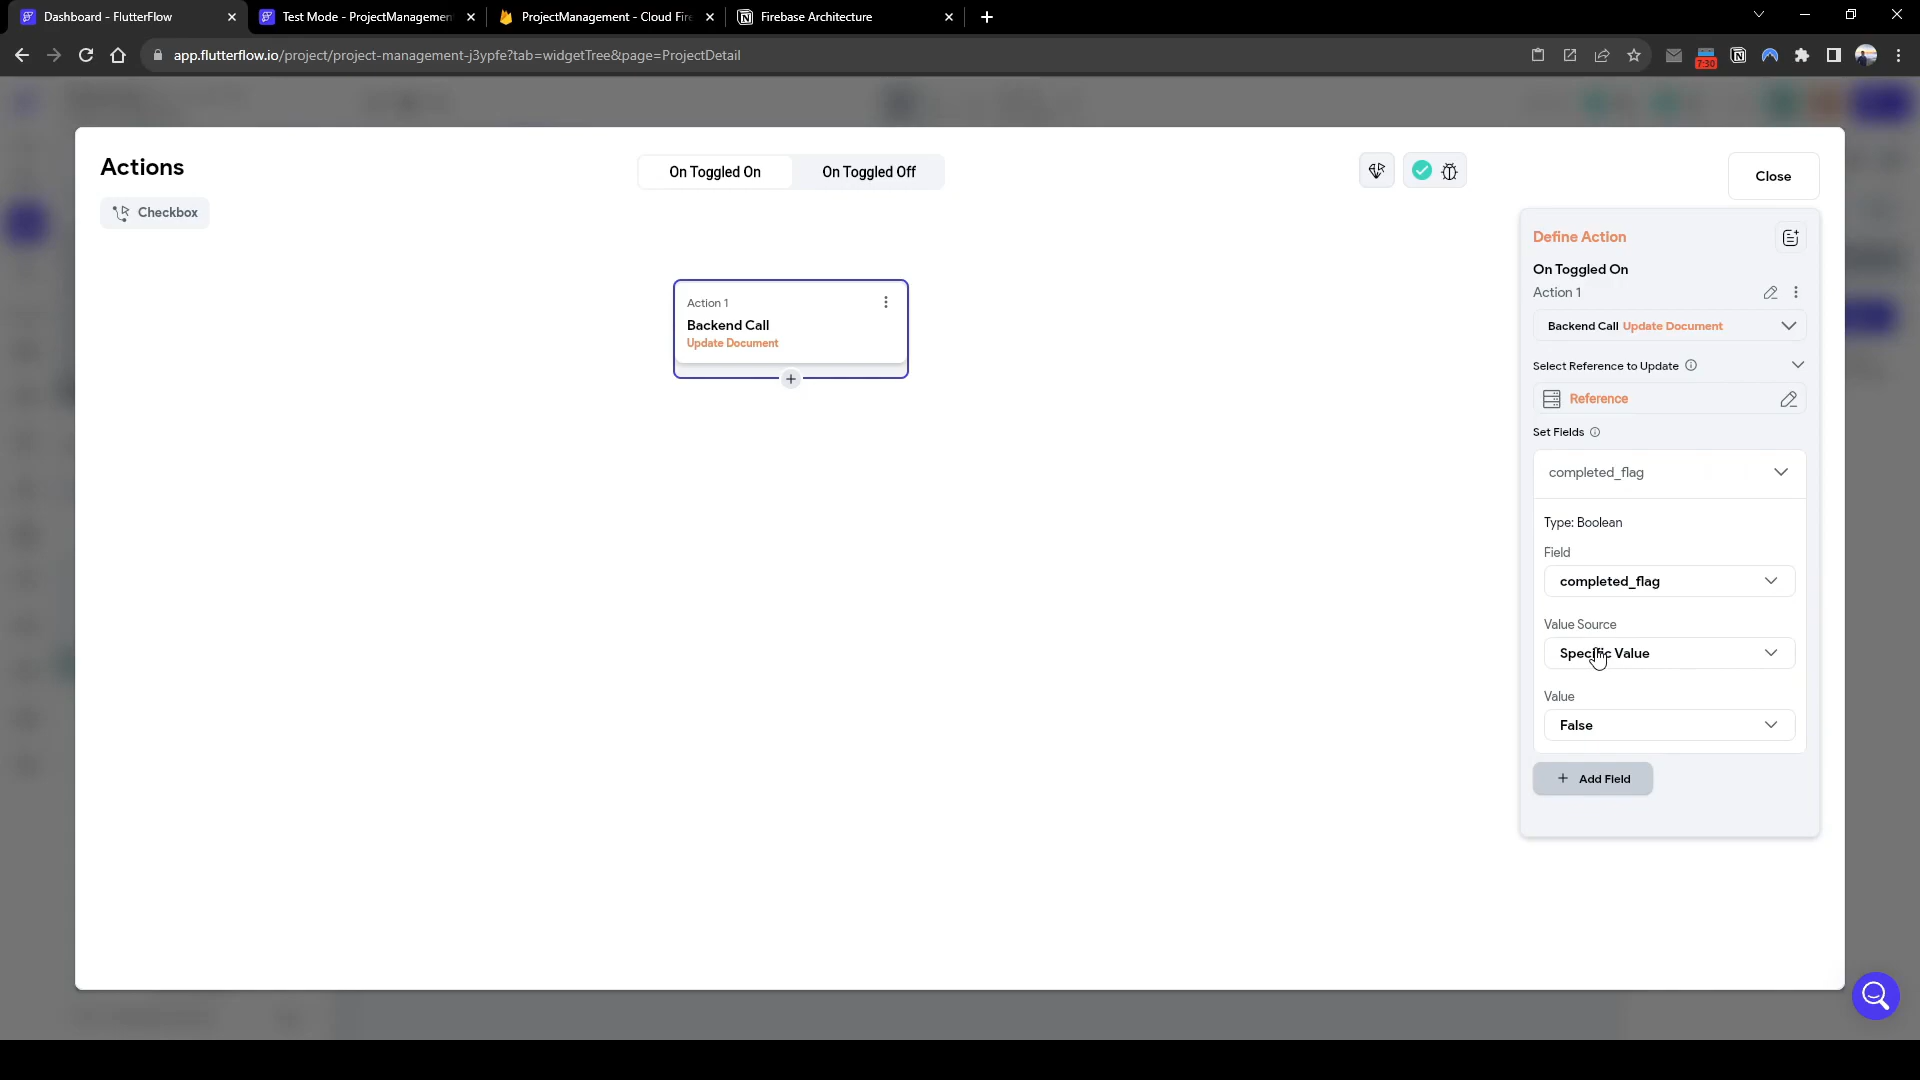 Dashboard - FlutterFlow
Test Mode - ProjectManagement
ProjectManagement - Cloud Fire
Firebase Architecture
app.flutterflow.io/project/project-management-j3ypfe?tab=widgetTree&page=ProjectDetail
7:30
Actions
On Toggled On
On Toggled Off
Close
Checkbox
Define Action
On Toggled On
Action 1
Backend Call Update Document
Select Reference to Update
Reference
Set Fields
completed_flag
Type: Boolean
Field
completed_flag
Value Source
Specific Value
Value
False
+ Add Field
Action 1
Backend Call
Update Document